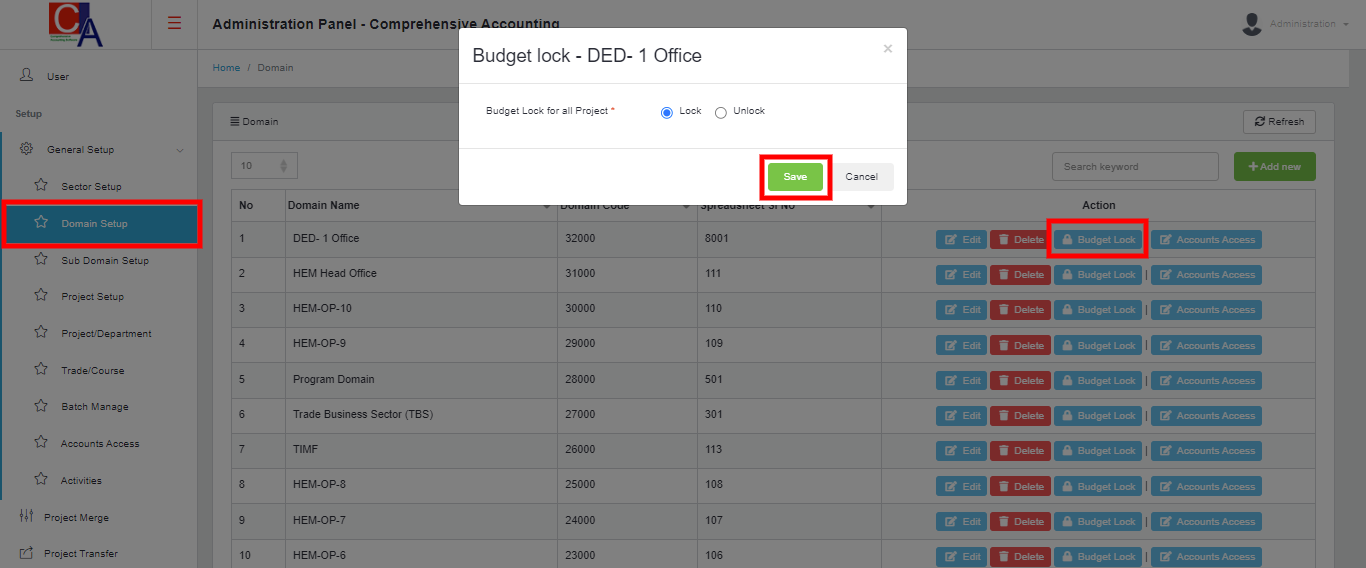 CA
Administration Panel - Comprehensive Accounting
Administration
User
Setup
General Setup
Sector Setup
Domain Setup
Sub Domain Setup
Project Setup
Project/Department
Trade/Course
Batch Manage
Accounts Access
Activities
Project Merge
Project Transfer
Home / Domain
Budget lock - DED- 1 Office
×
Budget Lock for all Project * Lock Unlock
Save Cancel
Domain
Refresh
10
Search keyword
Add new
No Domain Name Domain Code Spreadsheet Sl No Action
1 DED- 1 Office 32000 8001 Edit Delete Budget Lock Accounts Access
2 HEM Head Office 31000 111 Edit Delete Budget Lock | Accounts Access
3 HEM-OP-10 30000 110 Edit Delete Budget Lock | Accounts Access
4 HEM-OP-9 29000 109 Edit Delete Budget Lock | Accounts Access
5 Program Domain 28000 501 Edit Delete Budget Lock | Accounts Access
6 Trade Business Sector (TBS) 27000 301 Edit Delete Budget Lock | Accounts Access
7 TIMF 26000 113 Edit Delete Budget Lock | Accounts Access
8 HEM-OP-8 25000 108 Edit Delete Budget Lock | Accounts Access
9 HEM-OP-7 24000 107 Edit Delete Budget Lock | Accounts Access
10 HEM-OP-6 23000 106 Edit Delete Budget Lock | Accounts Access